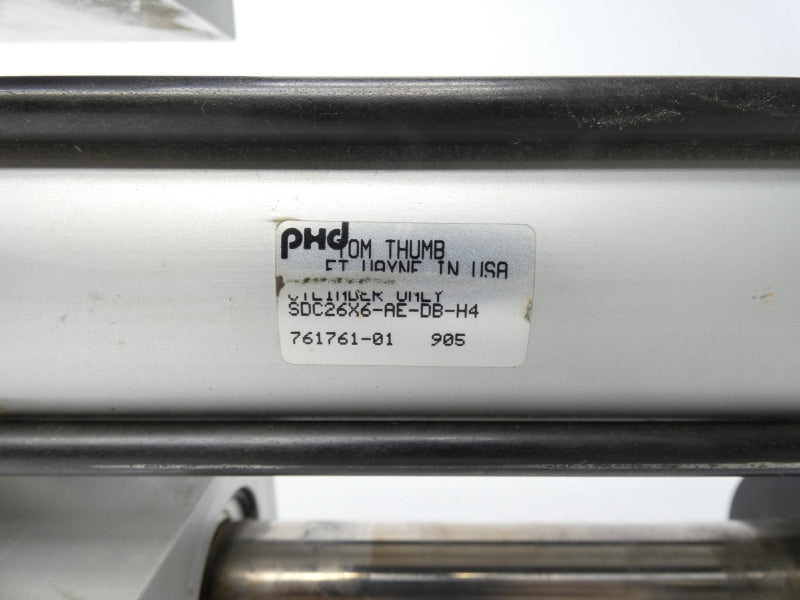 PHD TOM THUMB
FT WAYNE IN USA
CYLINDER ONLY
SDC26X6-AE-DB-H4
761761-01 905